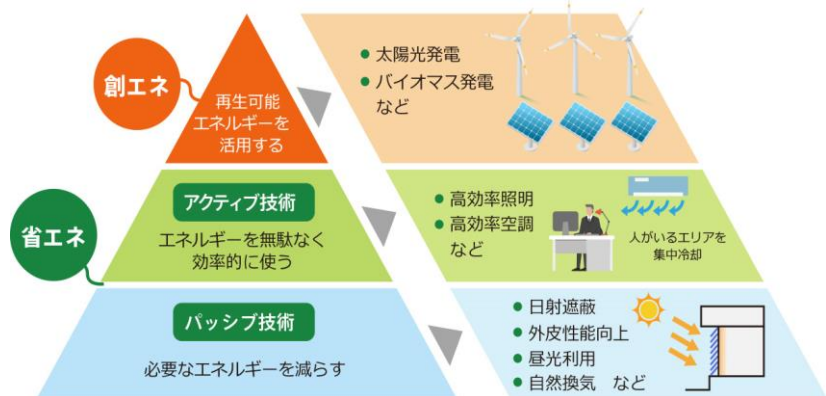 創エネ
再生可能
エネルギーを
活用する
● 太陽光発電
● バイオマス発電
など
省エネ
アクティブ技術
エネルギーを無駄なく
効率的に使う
● 高効率照明
● 高効率空調
など
人がいるエリアを
集中冷却
パッシブ技術
必要なエネルギーを減らす
● 日射遮蔽
● 外皮性能向上
● 昼光利用
● 自然換気 など